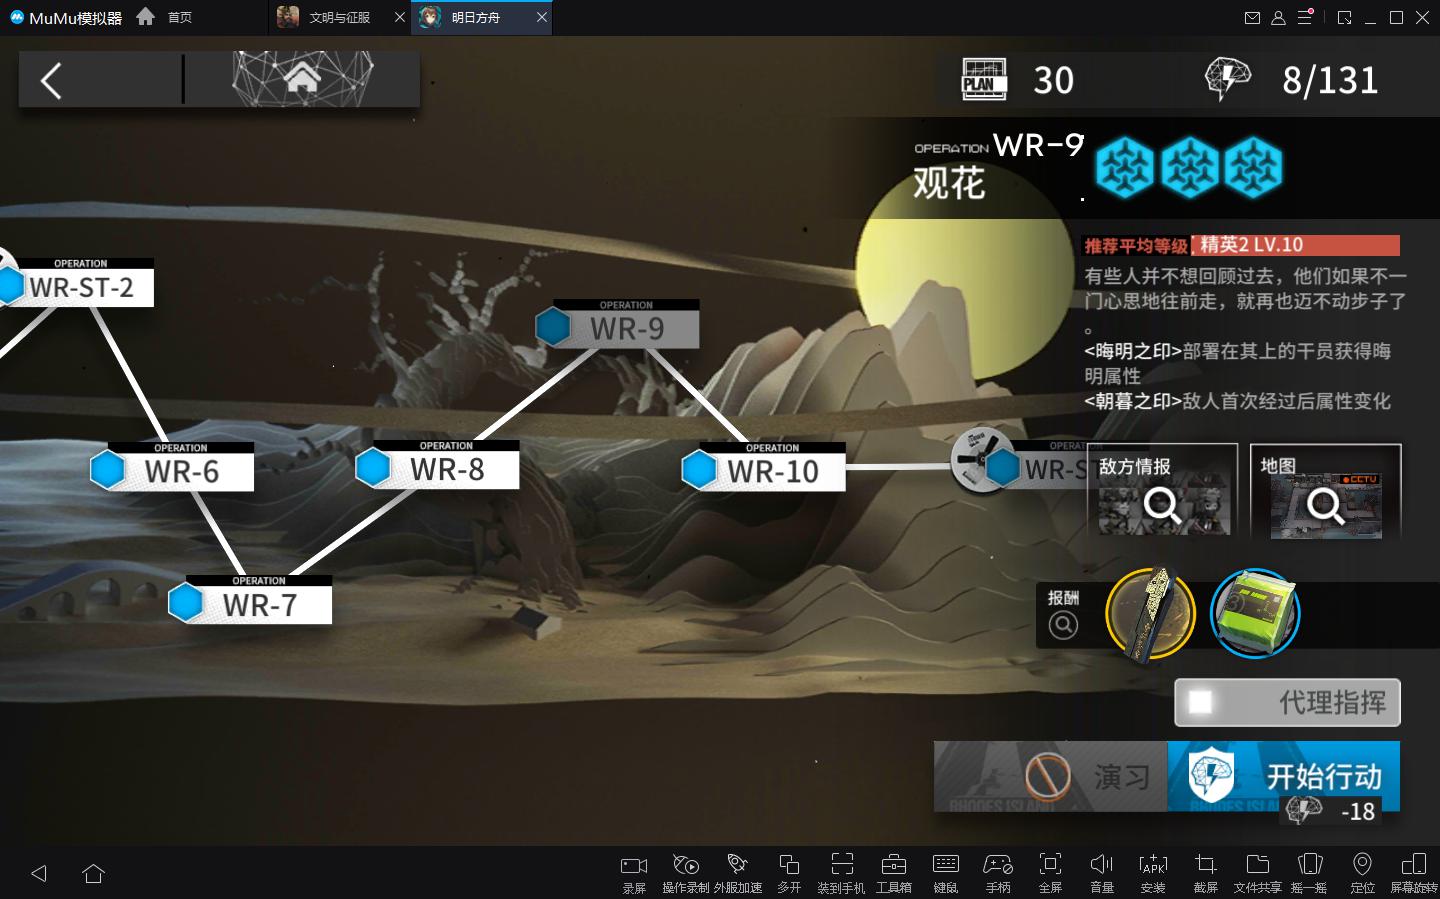 MuMu模拟器
首页
文明与征服
明日方舟
PLAN
30
8/131
OPERATION WR-9
观花
推荐平均等级 精英2 LV.10
有些人并不想回顾过去，他们如果不一
门心思地往前走，就再也迈不动步子了
。
<晦明之印>部署在其上的干员获得晦
明属性
<朝暮之印>敌人首次经过后属性变化
OPERATION
WR-ST-2
OPERATION
WR-9
OPERATION
WR-6
OPERATION
WR-8
OPERATION
WR-10
OPERATION
WR-7
敌方情报
地图
CCTV
报酬
代理指挥
演习
RHODES ISLAND
开始行动
-18
录屏
操作录制
外服加速
多开
装到手机
工具箱
键鼠
手柄
全屏
音量
APK
安装
截屏
文件共享
摇一摇
定位
屏幕旋转